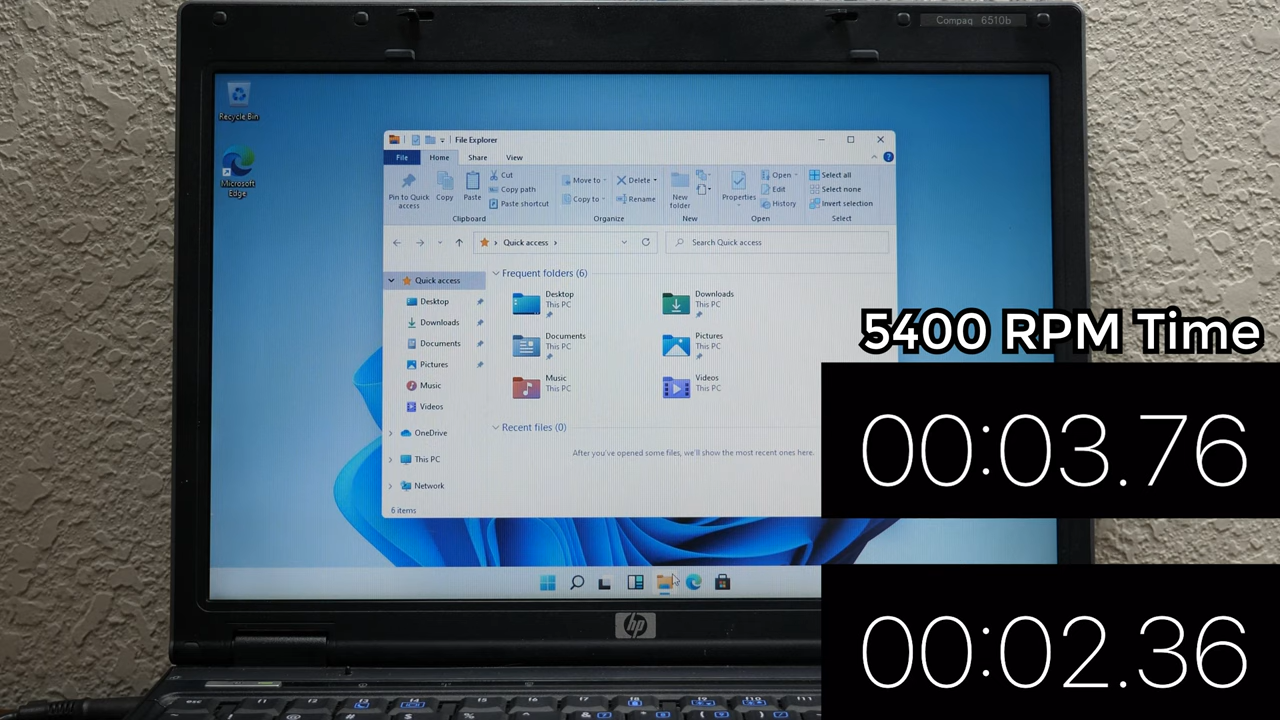 Compaq 6510b
Recycle Bin
Microsoft
Edge
File Explorer
File
Home
Share
View
Pin to Quick
access
Copy
Paste
Cut
Copy path
Paste shortcut
Clipboard
Move to
Copy to
Delete
Rename
Organize
New
folder
New
Properties
Open
Edit
History
Open
Select all
Select none
Invert selection
Select
Quick access
Search Quick access
Quick access
Desktop
Downloads
Documents
Pictures
Music
Videos
OneDrive
This PC
Network
Frequent folders (6)
Desktop
This PC
Downloads
This PC
Documents
This PC
Pictures
This PC
Music
This PC
Videos
This PC
Recent files (0)
After you've opened some files, we'll show the most recent ones here.
6 items
5400 RPM Time
00:03.76
00:02.36
hp
esc